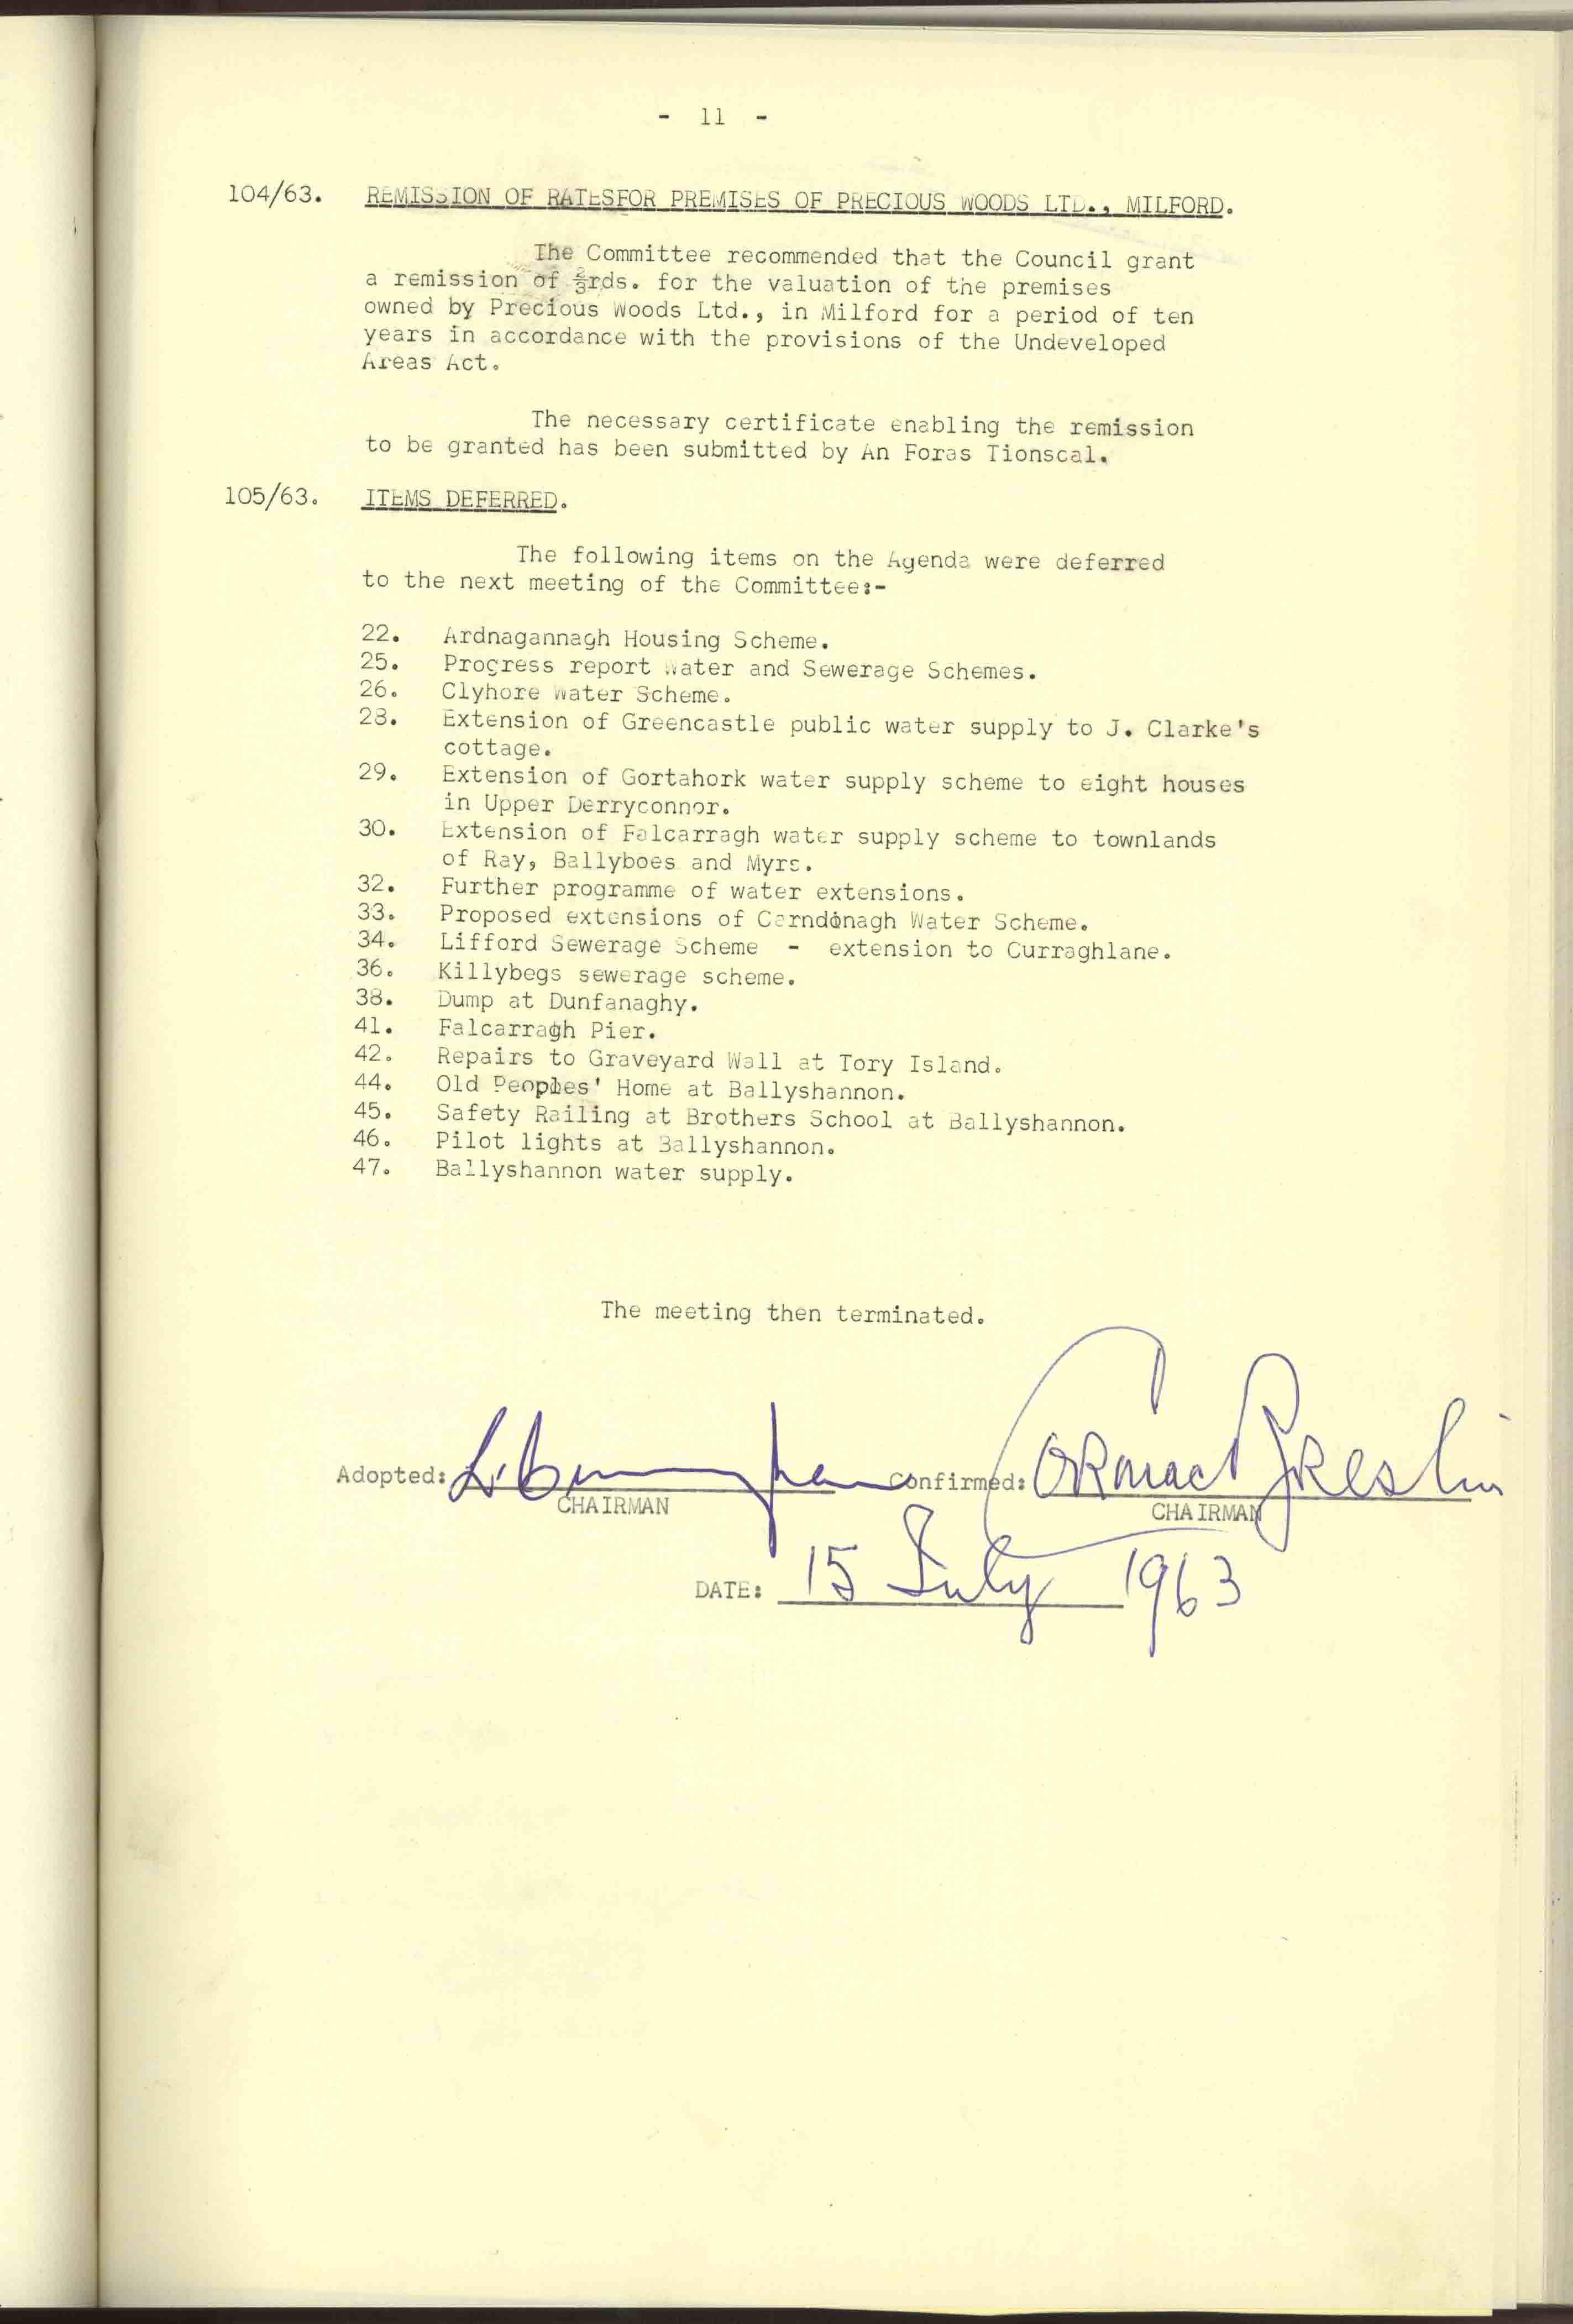 - 11 -
104/63. REMISSION OF RATESFOR PREMISES OF PRECIOUS WOODS LTD., MILFORD.
The Committee recommended that the Council grant
a remission of ⅔rds. for the valuation of the premises
owned by Precious Woods Ltd., in Milford for a period of ten
years in accordance with the provisions of the Undeveloped
Areas Act.
The necessary certificate enabling the remission
to be granted has been submitted by An Foras Tionscal.
105/63. ITEMS DEFERRED.
The following items on the Agenda were deferred
to the next meeting of the Committee:-
22. Ardnagannagh Housing Scheme.
25. Progress report Water and Sewerage Schemes.
26. Clyhore Water Scheme.
28. Extension of Greencastle public water supply to J. Clarke's
cottage.
29. Extension of Gortahork water supply scheme to eight houses
in Upper Derryconnor.
30. Extension of Falcarragh water supply scheme to townlands
of Ray, Ballyboes and Myrs.
32. Further programme of water extensions.
33. Proposed extensions of Carndonagh Water Scheme.
34. Lifford Sewerage Scheme - extension to Curraghlane.
36. Killybegs sewerage scheme.
38. Dump at Dunfanaghy.
41. Falcarragh Pier.
42. Repairs to Graveyard Wall at Tory Island.
44. Old Peoples' Home at Ballyshannon.
45. Safety Railing at Brothers School at Ballyshannon.
46. Pilot lights at Ballyshannon.
47. Ballyshannon water supply.
The meeting then terminated.
Adopted: Confirmed: Cormac Breslin
CHAIRMAN CHAIRMAN
DATE: 15 July 1963